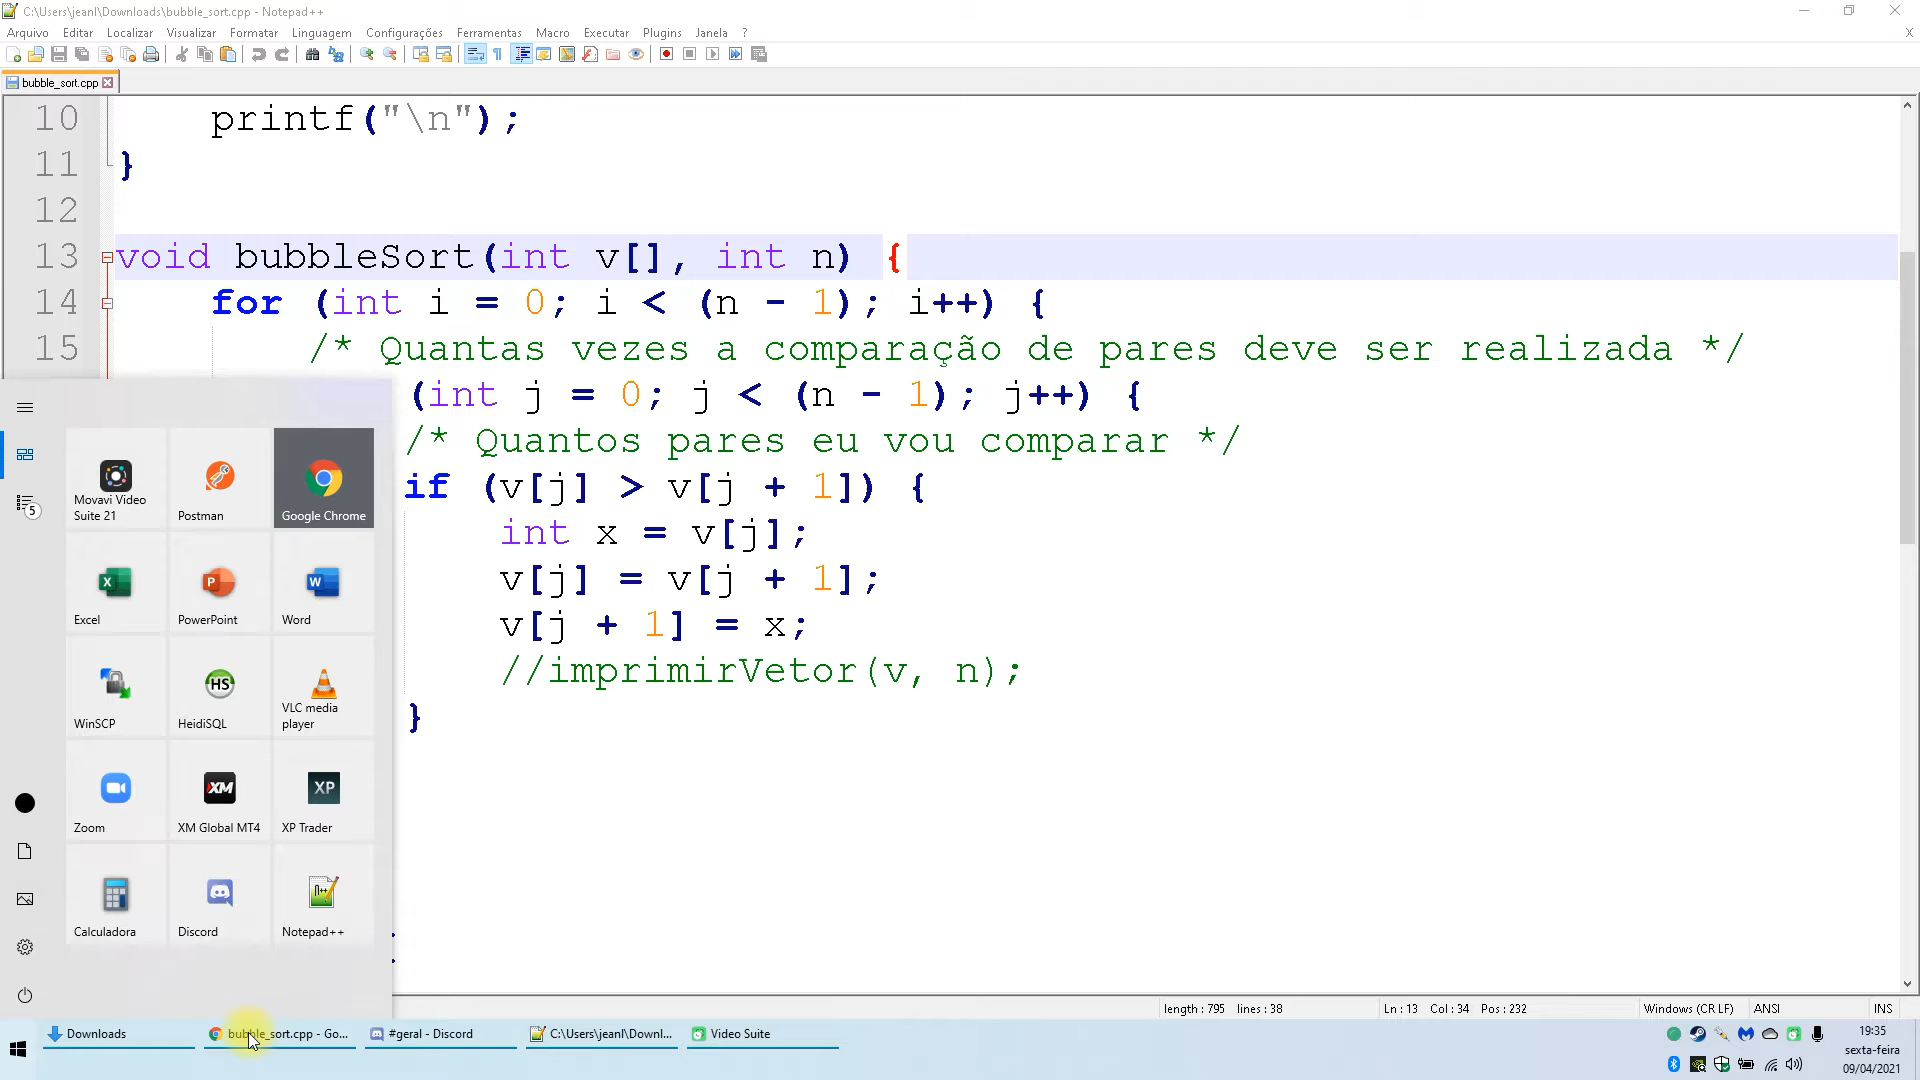 C:\Users\jeanl\Downloads\bubble_sort.cpp - Notepad++
Arquivo Editar Localizar Visualizar Formatar Linguagem Configurações Ferramentas Macro Executar Plugins Janela ? X
bubble_sort.cpp
10 printf("\n");
11 }
12
13 void bubbleSort(int v[], int n) {
14 for (int i = 0; i < (n - 1); i++) {
15 /* Quantas vezes a comparação de pares deve ser realizada */
(int j = 0; j < (n - 1); j++) {
/* Quantos pares eu vou comparar */
if (v[j] > v[j + 1]) {
int x = v[j];
v[j] = v[j + 1];
v[j + 1] = x;
//imprimirVetor(v, n);
}
5
Movavi Video Suite 21
Postman
Google Chrome
Excel
PowerPoint
Word
WinSCP
HS
HeidiSQL
VLC media player
Zoom
XM
XM Global MT4
XP
XP Trader
Calculadora
Discord
Notepad++
length : 795 lines : 38 Ln : 13 Col : 34 Pos : 232 Windows (CR LF) ANSI INS
Downloads
bubble_sort.cpp - Go...
#geral - Discord
C:\Users\jeanl\Downl...
Video Suite
19:35
sexta-feira
09/04/2021